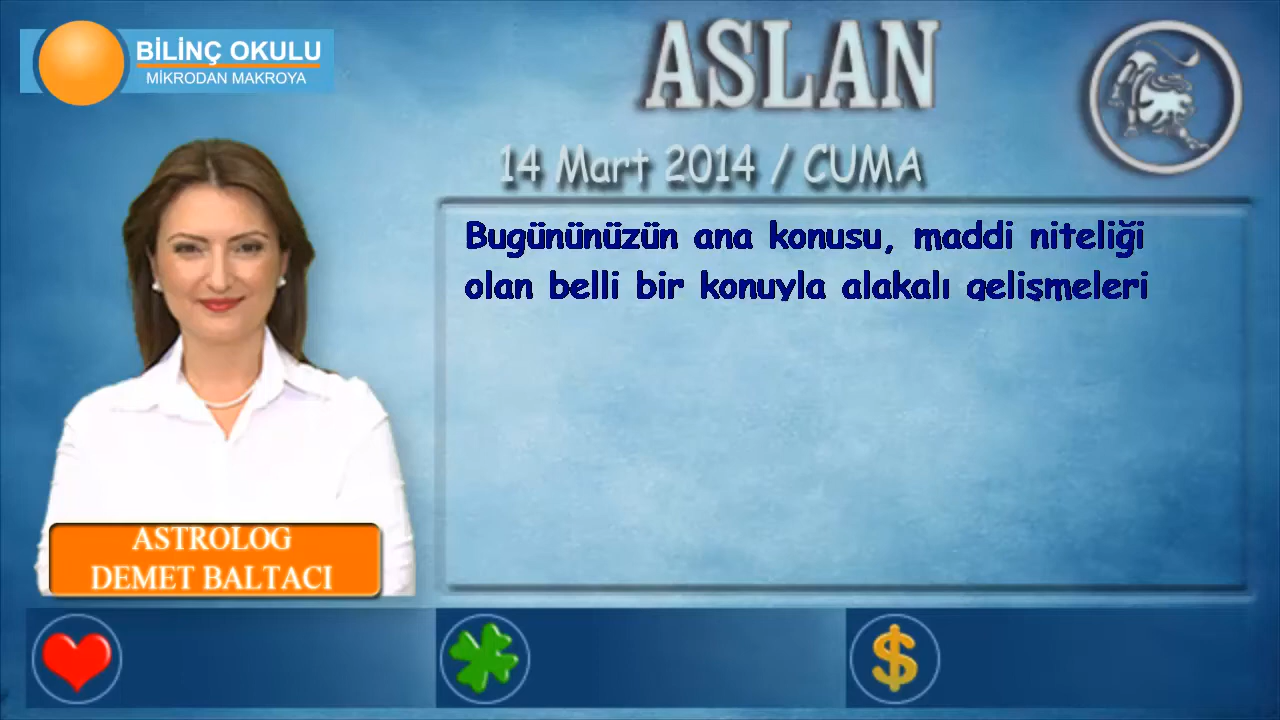 BİLİNÇ OKULU
MİKRODAN MAKROYA
ASLAN
14 Mart 2014 / CUMA
Bugününüzün ana konusu, maddi niteliği
olan belli bir konuyla alakalı gelişmeleri
ASTROLOG
DEMET BALTACI
$